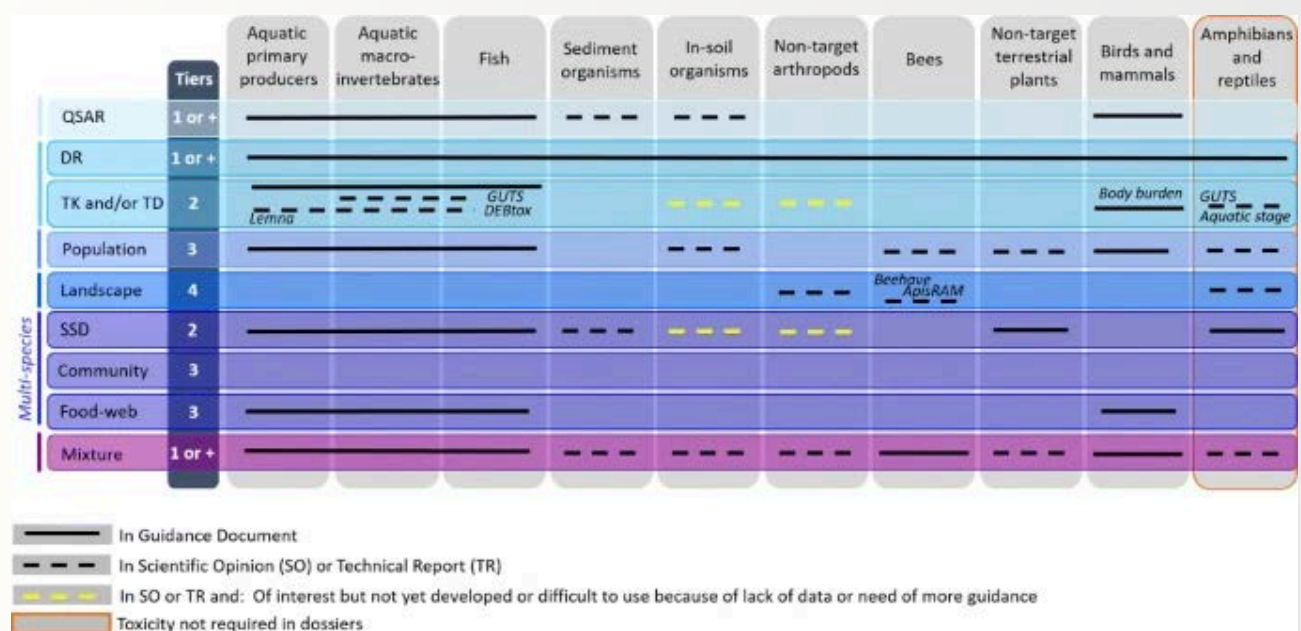 Aquatic
primary
producers
Aquatic
macro-
invertebrates
Fish
Sediment
organisms
In-soil
organisms
Non-target
arthropods
Bees
Non-target
terrestrial
plants
Birds and
mammals
Amphibians
and
reptiles
Tiers
QSAR 1 or +
DR 1 or +
TK and/or TD 2
Lemna
GUTS
DEBtox
Body burden
GUTS
Aquatic stage
Population 3
Landscape 4
Beehave
ApisRAM
Multi-species
SSD 2
Community 3
Food-web 3
Mixture 1 or +
In Guidance Document
In Scientific Opinion (SO) or Technical Report (TR)
In SO or TR and: Of interest but not yet developed or difficult to use because of lack of data or need of more guidance
Toxicity not required in dossiers